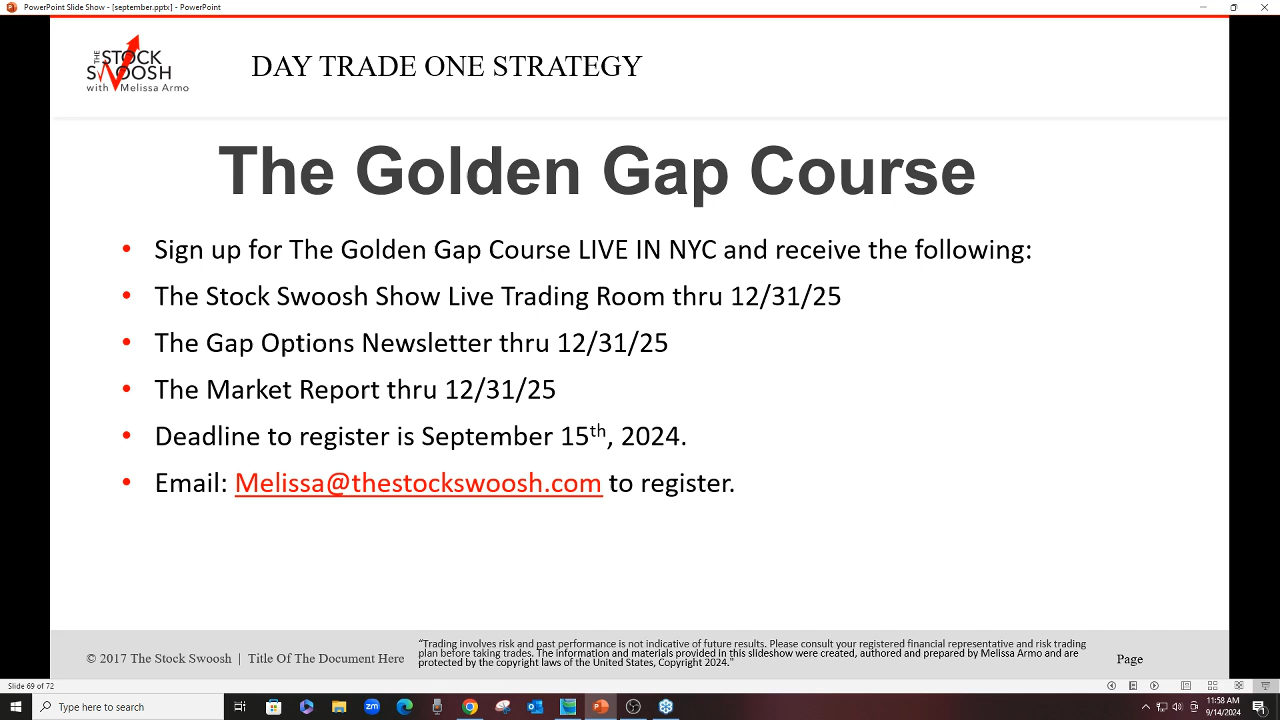 PowerPoint Slide Show - [september.pptx] - PowerPoint
THE
STOCK
SWOOSH
with Melissa Armo
DAY TRADE ONE STRATEGY
The Golden Gap Course
• Sign up for The Golden Gap Course LIVE IN NYC and receive the following:
• The Stock Swoosh Show Live Trading Room thru 12/31/25
• The Gap Options Newsletter thru 12/31/25
• The Market Report thru 12/31/25
• Deadline to register is September 15th, 2024.
• Email: Melissa@thestockswoosh.com to register.
© 2017 The Stock Swoosh | Title Of The Document Here
"Trading involves risk and past performance is not indicative of future results. Please consult your registered financial representative and risk trading
plan before taking trades. The information and materials provided in this slideshow were created, authored and prepared by Melissa Armo and are
protected by the copyright laws of the United States, Copyright 2024."
Page
Slide 69 of 72
Type here to search
zm
11:58 AM
9/14/2024